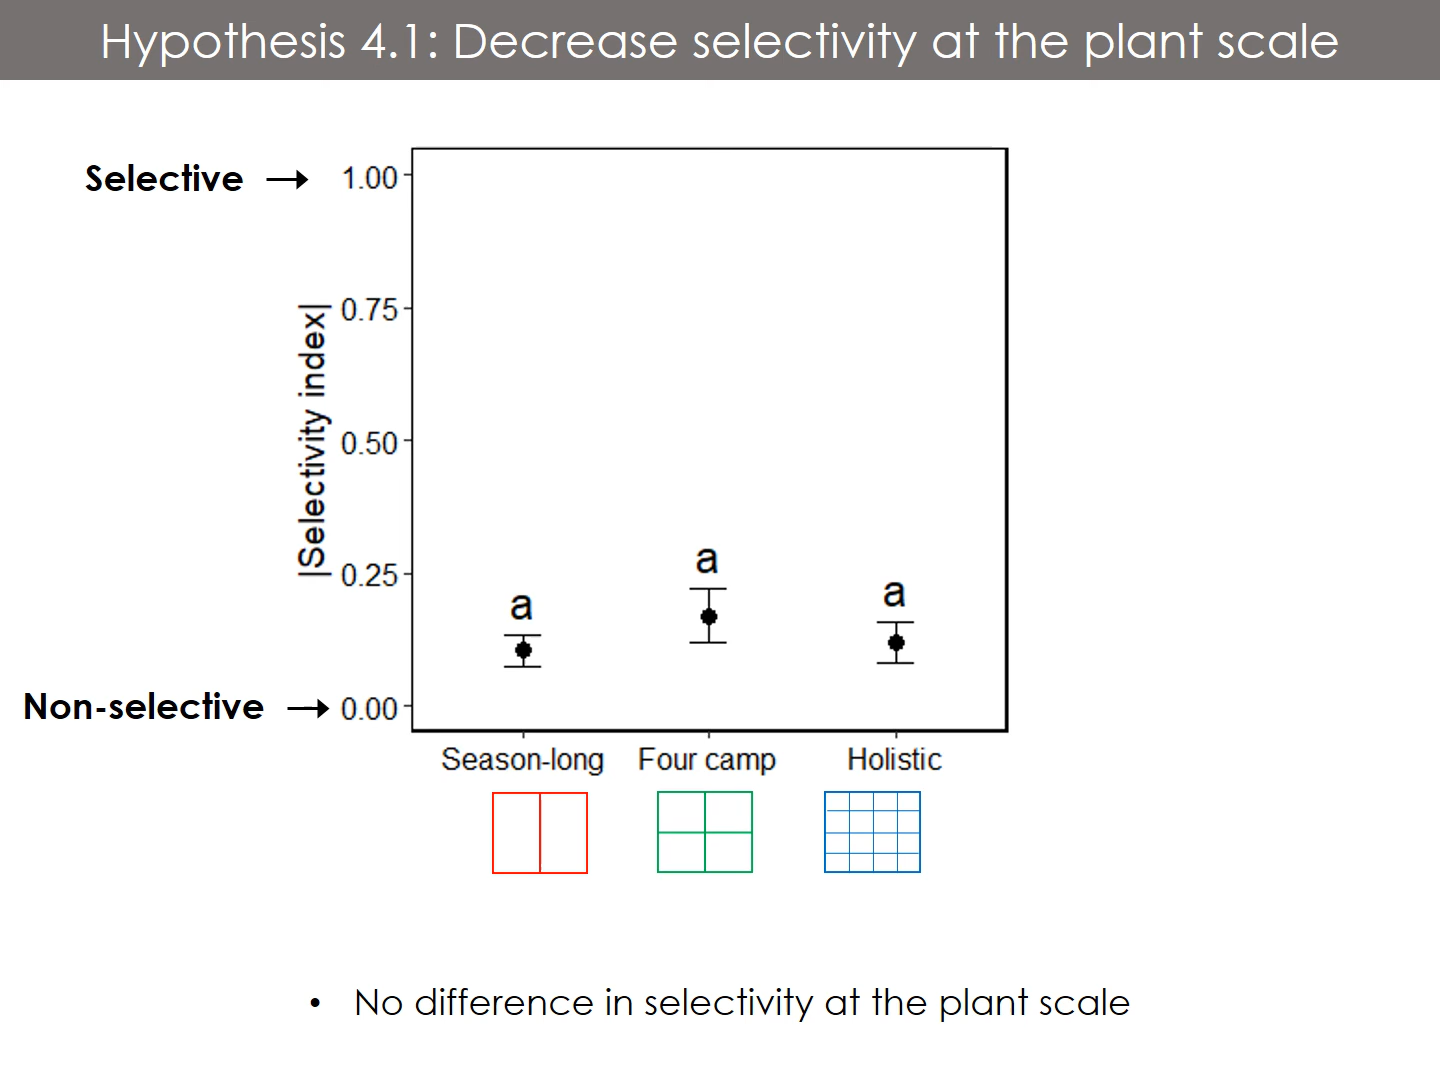 Hypothesis 4.1: Decrease selectivity at the plant scale
Selective → 1.00
0.75
|Selectivity index|
0.50
0.25
a
a
a
Non-selective → 0.00
Season-long Four camp Holistic
• No difference in selectivity at the plant scale